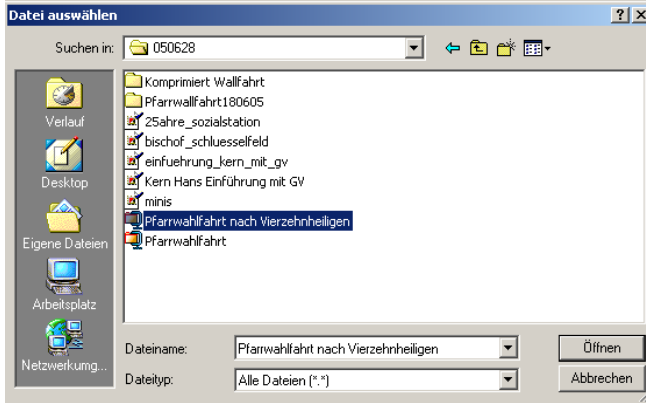 Datei auswählen
Suchen in: 050628
Verlauf
Desktop
Eigene Dateien
Arbeitsplatz
Netzwerkumg...
Komprimiert Wallfahrt
Pfarrwallfahrt180605
25ahre_sozialstation
bischof_schluesselfeld
einfuehrung_kern_mit_gv
Kern Hans Einführung mit GV
minis
Pfarrwahlfahrt nach Vierzehnheiligen
Pfarrwahlfahrt
Dateiname: Pfarrwahlfahrt nach Vierzehnheiligen Öffnen
Dateityp: Alle Dateien (*.*) Abbrechen